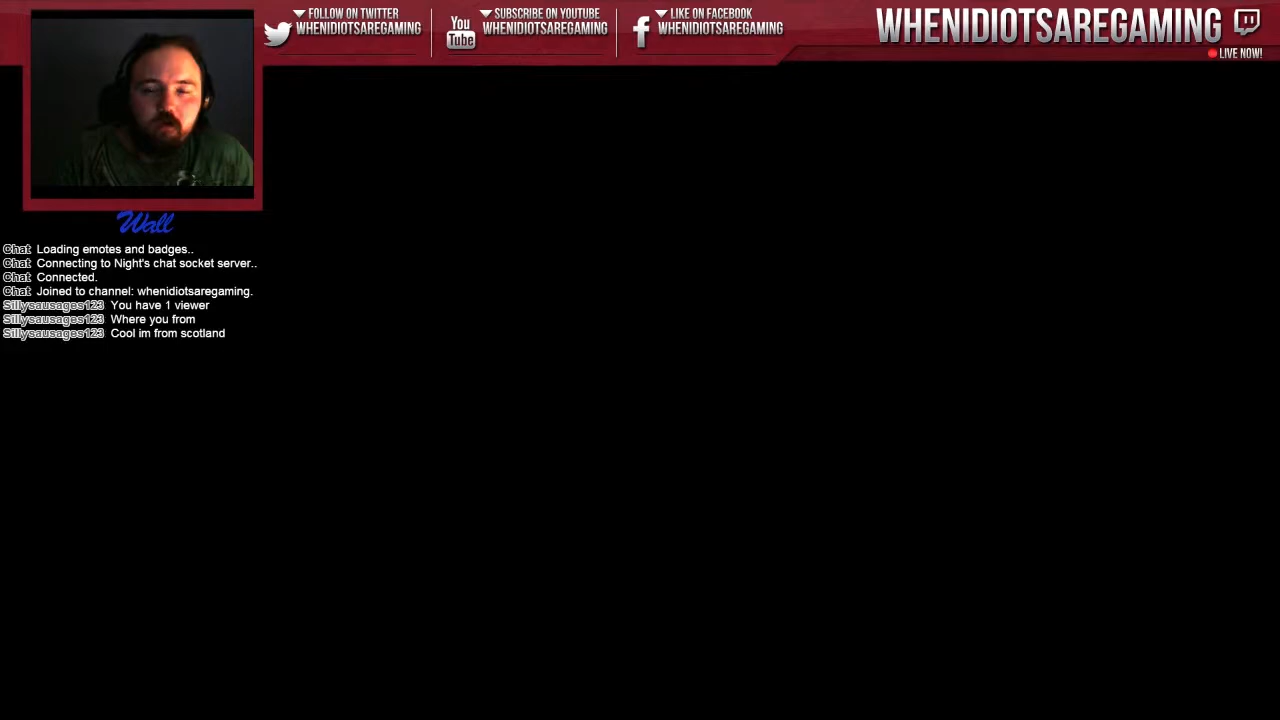 FOLLOW ON TWITTER
WHENIDIOTSAREGAMING
You Tube
SUBSCRIBE ON YOUTUBE
WHENIDIOTSAREGAMING
LIKE ON FACEBOOK
WHENIDIOTSAREGAMING
WHENIDIOTSAREGAMING
LIVE NOW!
Wall
Chat Loading emotes and badges..
Chat Connecting to Night's chat socket server..
Chat Connected.
Chat Joined to channel: whenidiotsaregaming.
Sillysausages123 You have 1 viewer
Sillysausages123 Where you from
Sillysausages123 Cool im from scotland